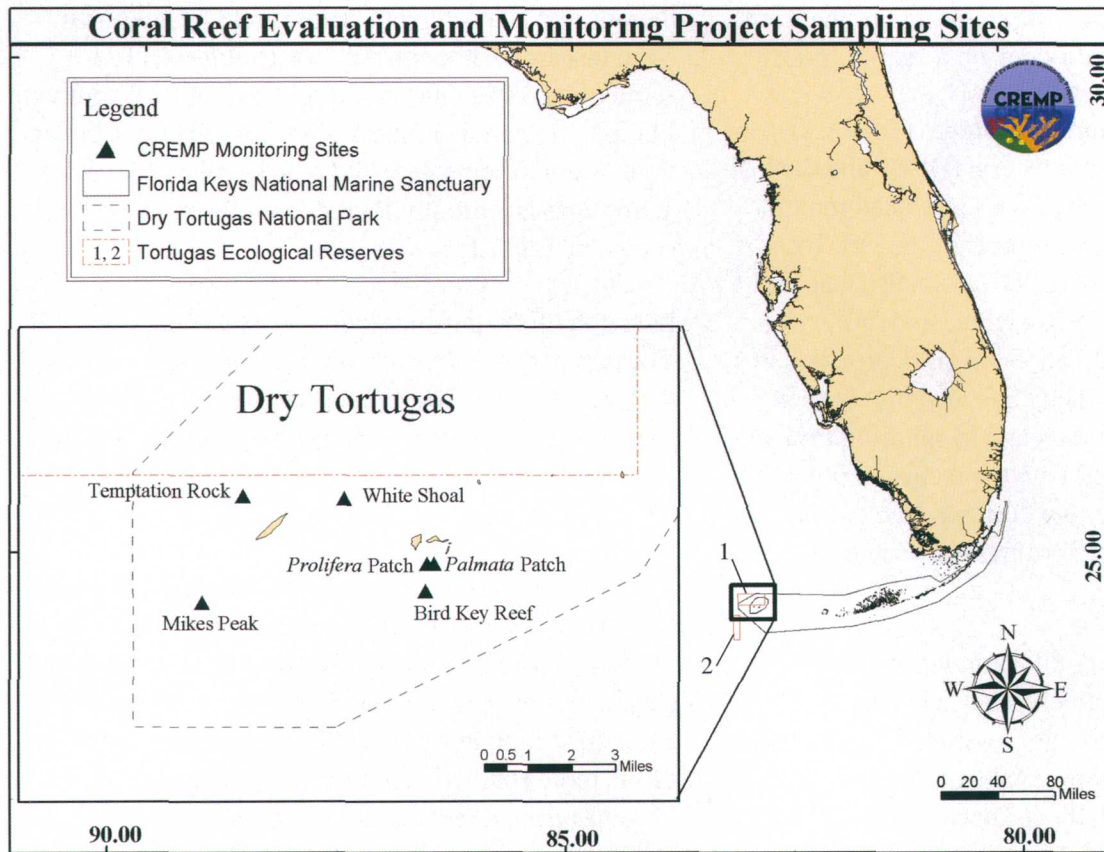 Coral Reef Evaluation and Monitoring Project Sampling Sites
30.00
CREMP
Legend
CREMP Monitoring Sites
Florida Keys National Marine Sanctuary
Dry Tortugas National Park
1, 2 Tortugas Ecological Reserves
Dry Tortugas
Temptation Rock
White Shoal
Prolifera Patch
Palmata Patch
Bird Key Reef
Mikes Peak
0 0.5 1 2 3
Miles
25.00
1
2
N
W E
S
0 20 40 80
Miles
90.00 85.00 80.00